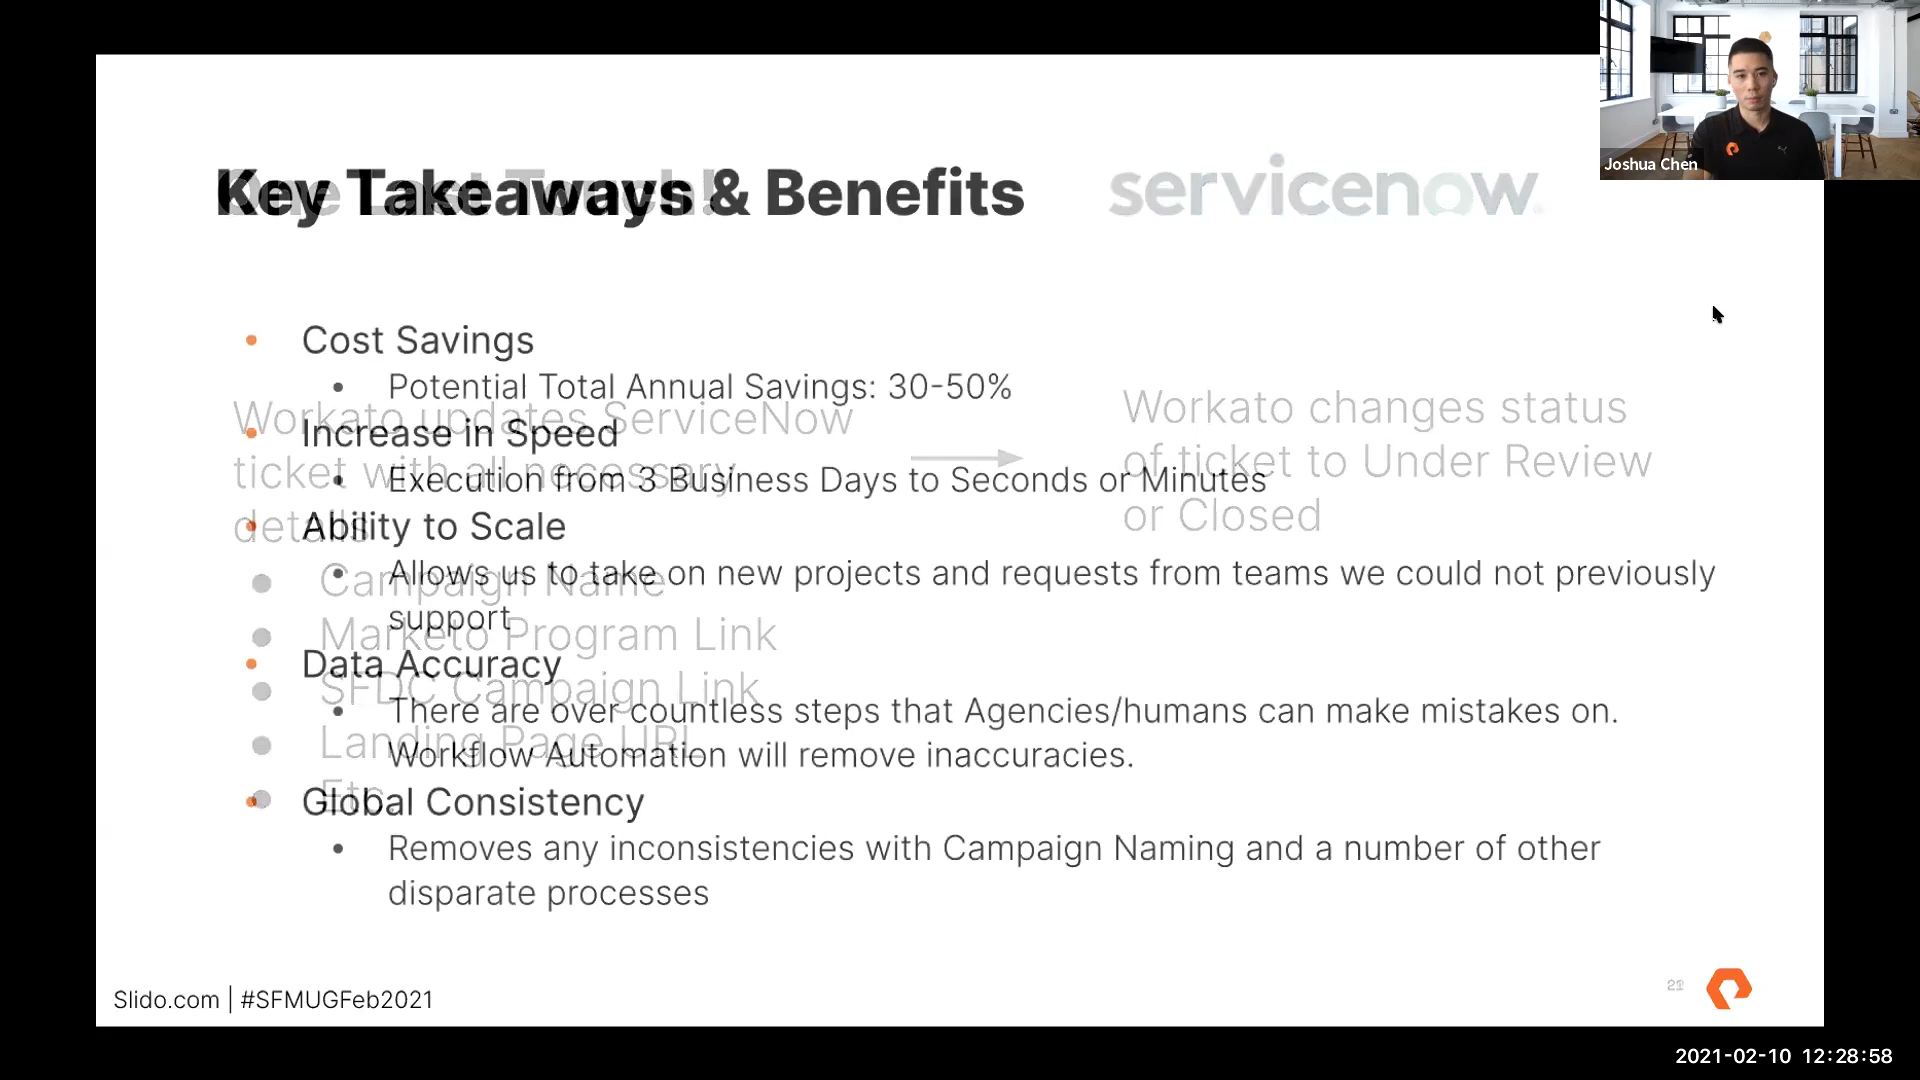 Joshua Chen
Key Takeaways & Benefits
servicenow
Cost Savings
Potential Total Annual Savings: 30-50%
Workato updates ServiceNow
ticket with all necessary
details
Workato changes status
of ticket to Under Review
or Closed
Increase in Speed
Execution from 3 Business Days to Seconds or Minutes
Ability to Scale
Allows us to take on new projects and requests from teams we could not previously
support
Campaign Name
Marketo Program Link
SFDC Campaign Link
Landing Page URL
Etc.
Data Accuracy
There are over countless steps that Agencies/humans can make mistakes on.
Workflow Automation will remove inaccuracies.
Global Consistency
Removes any inconsistencies with Campaign Naming and a number of other
disparate processes
Slido.com | #SFMUGFeb2021
2021-02-10 12:28:58